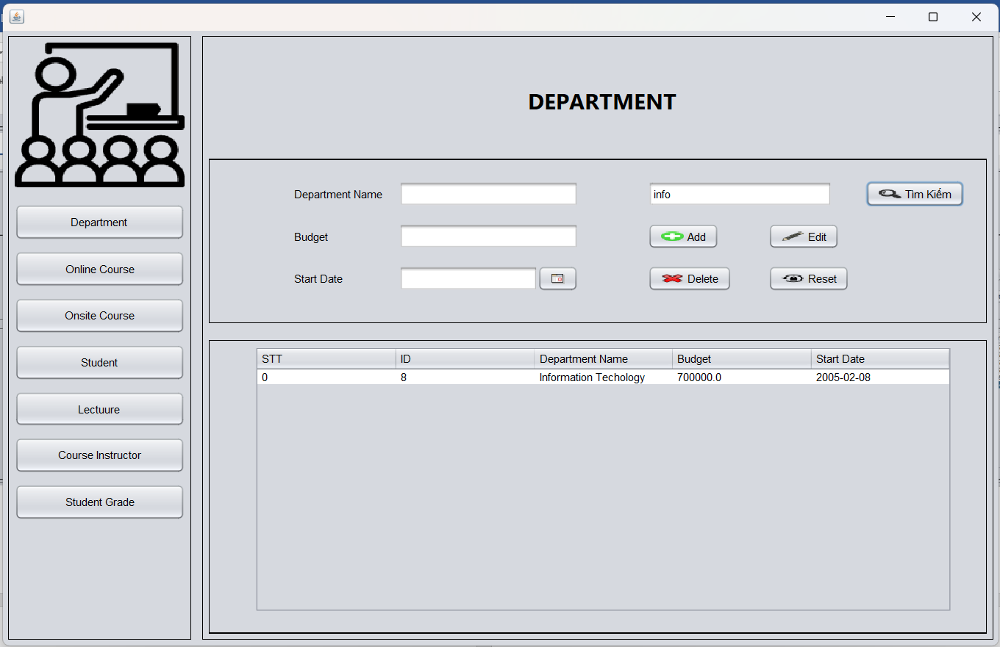 DEPARTMENT
Department
Online Course
Onsite Course
Student
Lectuure
Course Instructor
Student Grade
Department Name info Tìm Kiếm
Budget Add Edit
Start Date Delete Reset
STT ID Department Name Budget Start Date
0 8 Information Techology 700000.0 2005-02-08